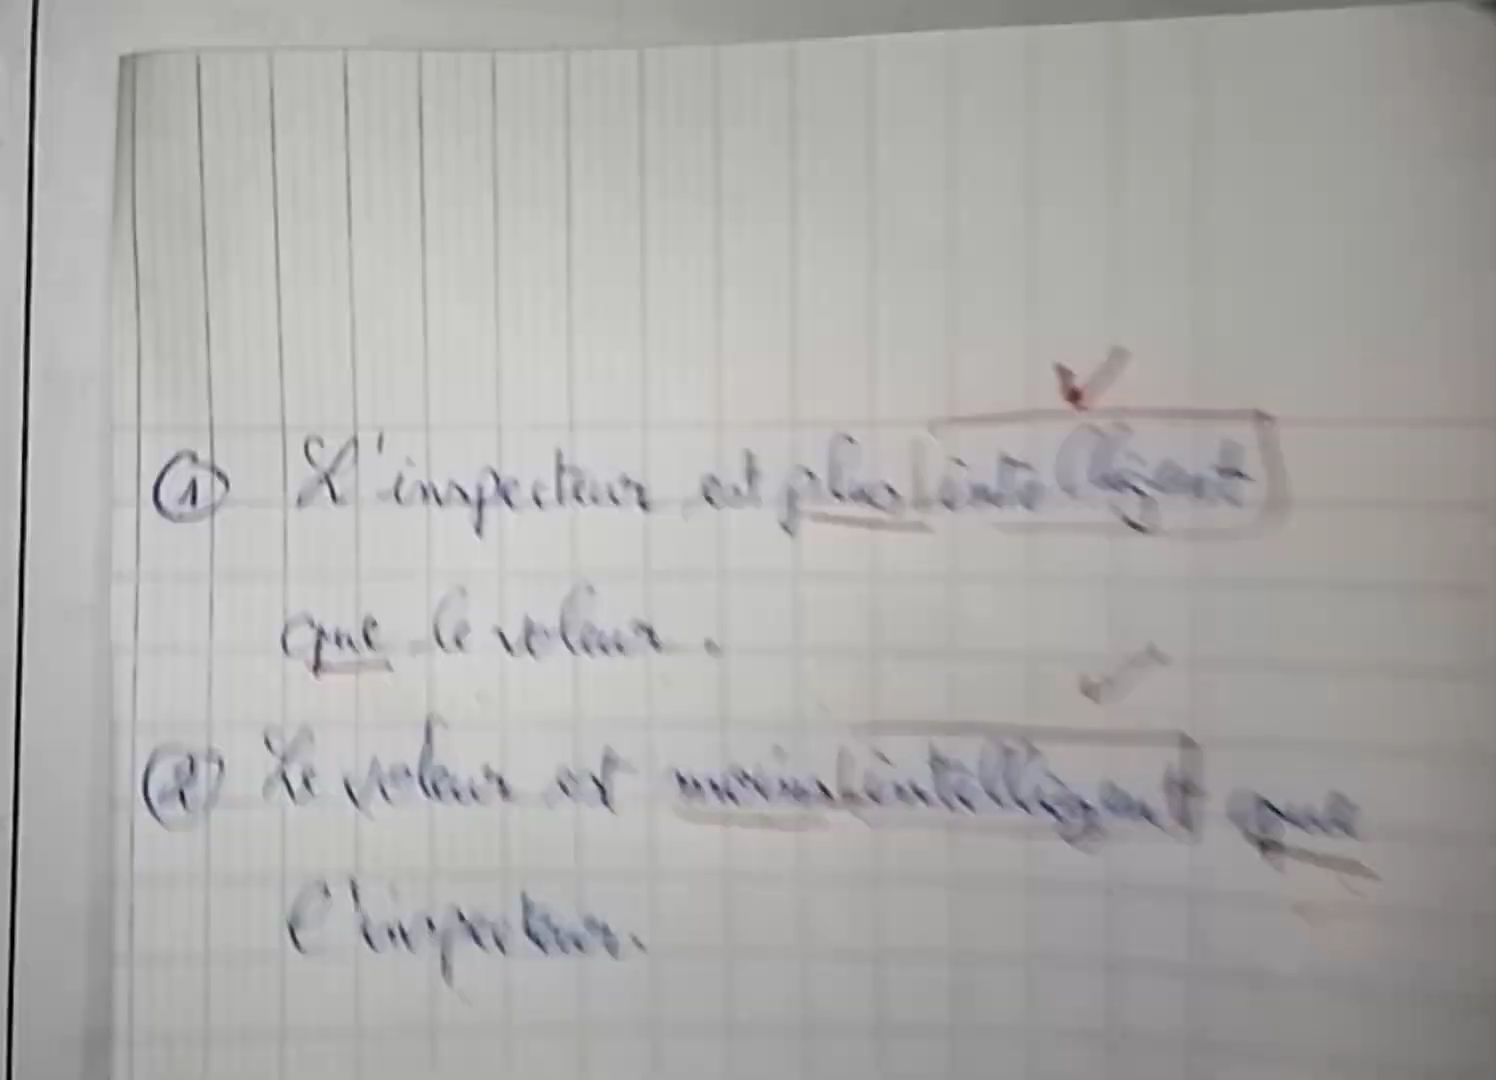 ① L'inspecteur est plus intelligent
que le voleur.
② Le voleur est moins intelligent que
l'inspecteur.